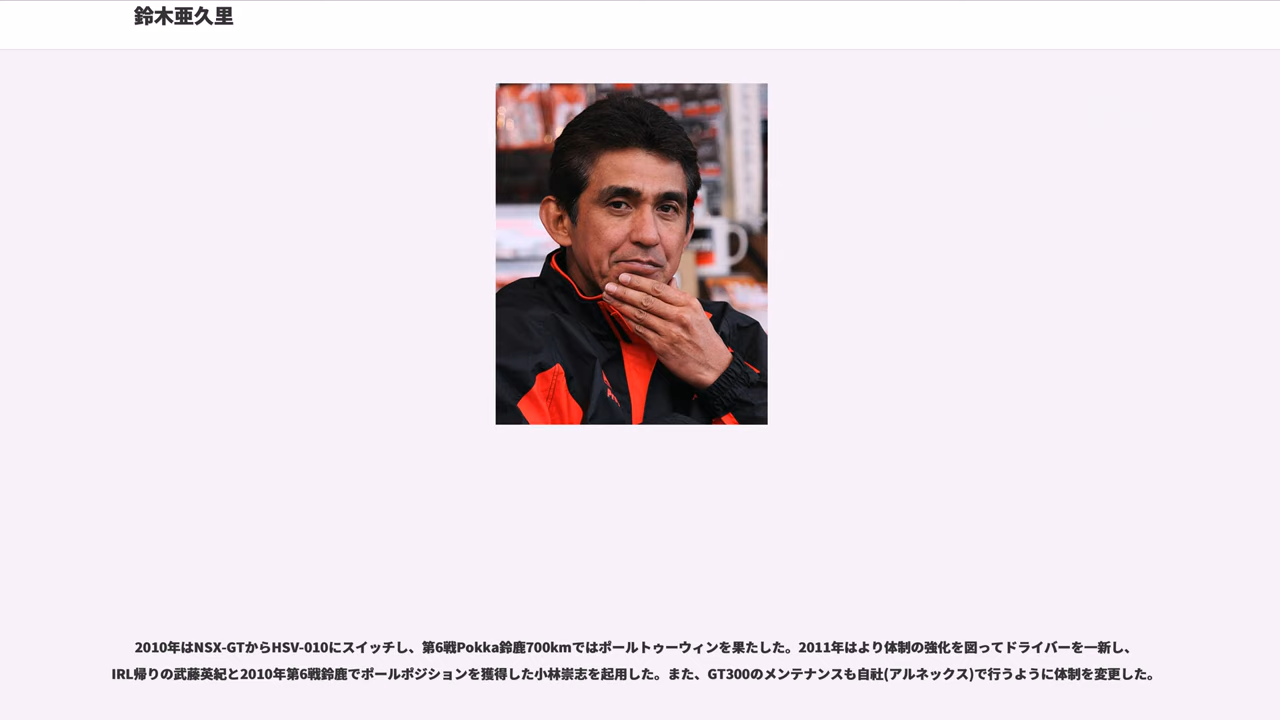 鈴木亜久里
2010年はNSX-GTからHSV-010にスイッチし、第6戦Pokka鈴鹿700kmではポールトゥーウィンを果たした。2011年はより体制の強化を図ってドライバーを一新し、
IRL帰りの武藤英紀と2010年第6戦鈴鹿でポールポジションを獲得した小林崇志を起用した。また、GT300のメンテナンスも自社(アルネックス)で行うように体制を変更した。